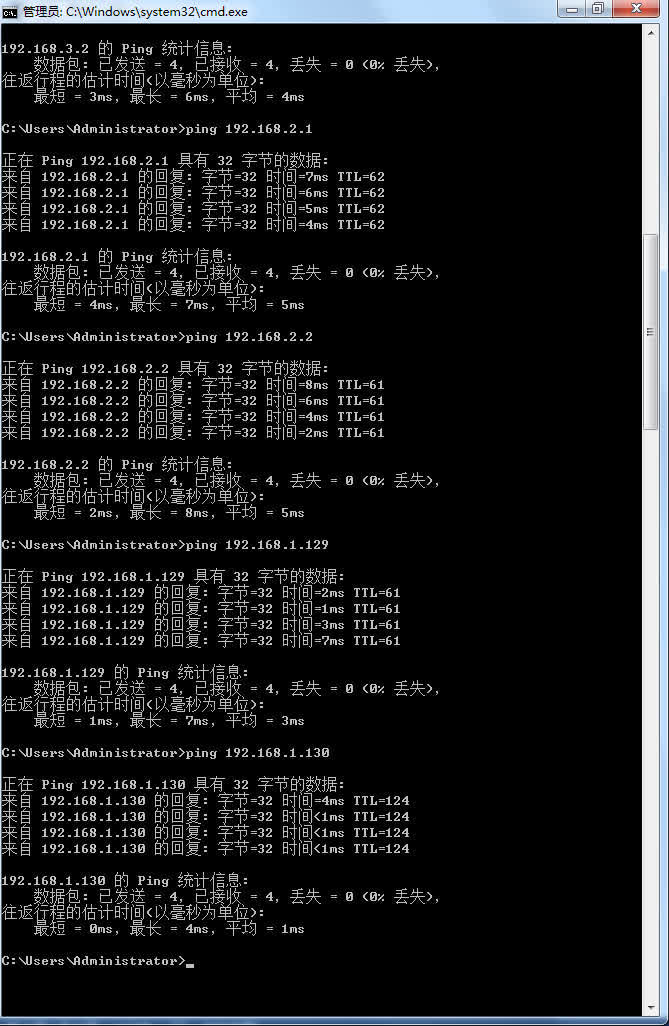 管理员: C:\Windows\system32\cmd.exe
192.168.3.2 的 Ping 统计信息:
数据包: 已发送 = 4, 已接收 = 4, 丢失 = 0 (0% 丢失),
往返行程的估计时间(以毫秒为单位):
最短 = 3ms, 最长 = 6ms, 平均 = 4ms
C:\Users\Administrator>ping 192.168.2.1
正在 Ping 192.168.2.1 具有 32 字节的数据:
来自 192.168.2.1 的回复: 字节=32 时间=7ms TTL=62
来自 192.168.2.1 的回复: 字节=32 时间=6ms TTL=62
来自 192.168.2.1 的回复: 字节=32 时间=5ms TTL=62
来自 192.168.2.1 的回复: 字节=32 时间=4ms TTL=62
192.168.2.1 的 Ping 统计信息:
数据包: 已发送 = 4, 已接收 = 4, 丢失 = 0 (0% 丢失),
往返行程的估计时间(以毫秒为单位):
最短 = 4ms, 最长 = 7ms, 平均 = 5ms
C:\Users\Administrator>ping 192.168.2.2
正在 Ping 192.168.2.2 具有 32 字节的数据:
来自 192.168.2.2 的回复: 字节=32 时间=8ms TTL=61
来自 192.168.2.2 的回复: 字节=32 时间=6ms TTL=61
来自 192.168.2.2 的回复: 字节=32 时间=4ms TTL=61
来自 192.168.2.2 的回复: 字节=32 时间=2ms TTL=61
192.168.2.2 的 Ping 统计信息:
数据包: 已发送 = 4, 已接收 = 4, 丢失 = 0 (0% 丢失),
往返行程的估计时间(以毫秒为单位):
最短 = 2ms, 最长 = 8ms, 平均 = 5ms
C:\Users\Administrator>ping 192.168.1.129
正在 Ping 192.168.1.129 具有 32 字节的数据:
来自 192.168.1.129 的回复: 字节=32 时间=2ms TTL=61
来自 192.168.1.129 的回复: 字节=32 时间=1ms TTL=61
来自 192.168.1.129 的回复: 字节=32 时间=3ms TTL=61
来自 192.168.1.129 的回复: 字节=32 时间=7ms TTL=61
192.168.1.129 的 Ping 统计信息:
数据包: 已发送 = 4, 已接收 = 4, 丢失 = 0 (0% 丢失),
往返行程的估计时间(以毫秒为单位):
最短 = 1ms, 最长 = 7ms, 平均 = 3ms
C:\Users\Administrator>ping 192.168.1.130
正在 Ping 192.168.1.130 具有 32 字节的数据:
来自 192.168.1.130 的回复: 字节=32 时间=4ms TTL=124
来自 192.168.1.130 的回复: 字节=32 时间<1ms TTL=124
来自 192.168.1.130 的回复: 字节=32 时间<1ms TTL=124
来自 192.168.1.130 的回复: 字节=32 时间<1ms TTL=124
192.168.1.130 的 Ping 统计信息:
数据包: 已发送 = 4, 已接收 = 4, 丢失 = 0 (0% 丢失),
往返行程的估计时间(以毫秒为单位):
最短 = 0ms, 最长 = 4ms, 平均 = 1ms
C:\Users\Administrator>_